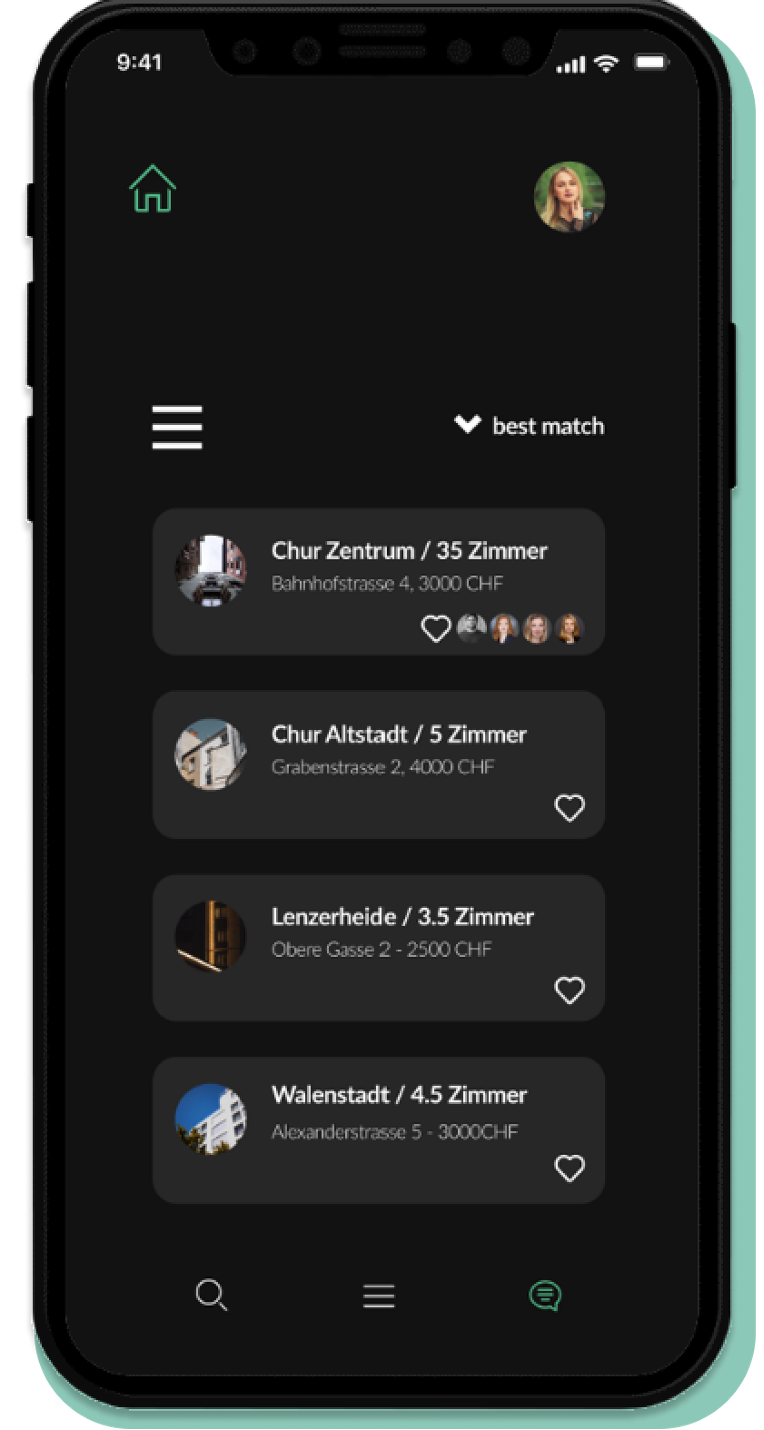 9:41
best match
Chur Zentrum / 35 Zimmer
Bahnhofstrasse 4, 3000 CHF
Chur Altstadt / 5 Zimmer
Grabenstrasse 2, 4000 CHF
Lenzerheide / 3.5 Zimmer
Obere Gasse 2 - 2500 CHF
Walenstadt / 4.5 Zimmer
Alexanderstrasse 5 - 3000CHF